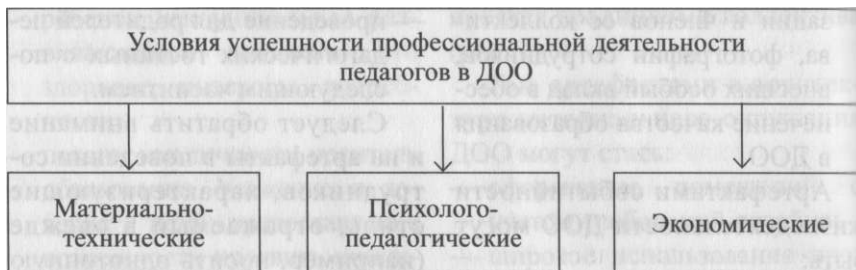 Условия успешности профессиональной деятельности
педагогов в ДОО
Материально-
технические
Психолого-
педагогические
Экономические